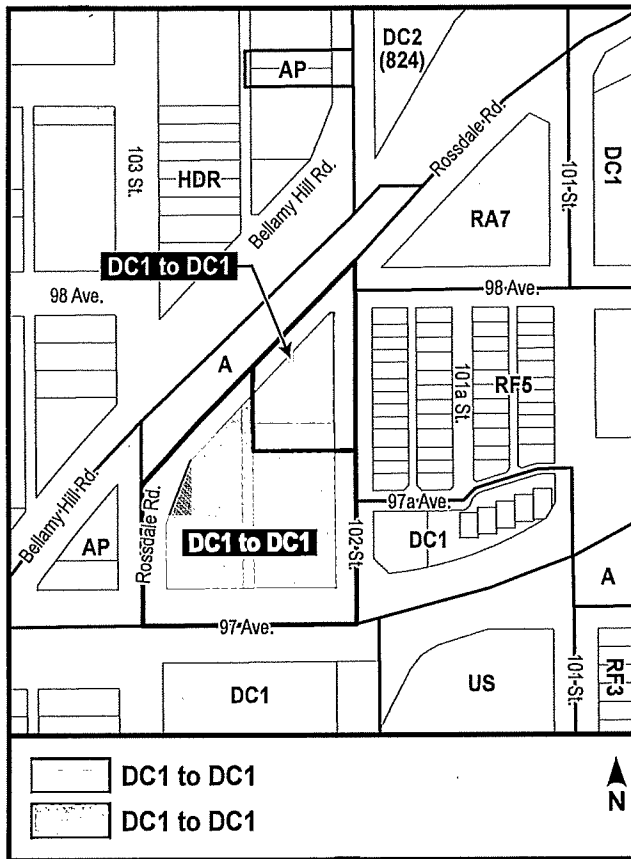 DC2
(824)
AP
Rossdale Rd.
103 St.
HDR
Bellamy Hill Rd.
101 St.
DC1
RA7
DC1 to DC1
98 Ave.
98 Ave.
A
101a St.
RF5
Bellamy Hill Rd.
Rossdale Rd.
97a Ave.
AP
DC1 to DC1
102 St.
DC1
A
97 Ave.
DC1
US
101 St.
RF3
DC1 to DC1
DC1 to DC1
N